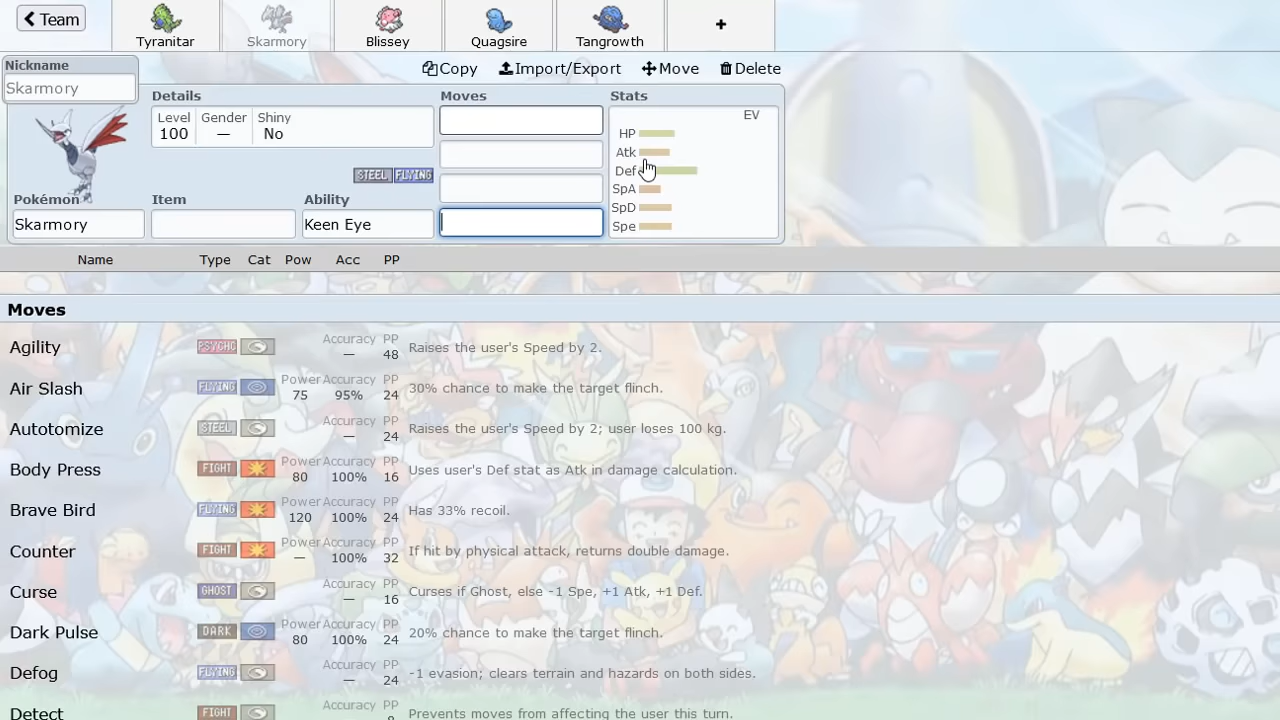 Team
Tyranitar
Skarmory
Blissey
Quagsire
Tangrowth
+
Nickname
Skarmory
Copy
Import/Export
Move
Delete
Details
Moves
Stats
Level
100
Gender
—
Shiny
No
EV
HP
Atk
Def
SpA
SpD
Spe
STEEL FLYING
Pokémon
Skarmory
Item
Ability
Keen Eye
Name Type Cat Pow Acc PP
Moves
Agility PSYCHC Accuracy — PP 48 Raises the user's Speed by 2.
Air Slash FLYING Power 75 Accuracy 95% PP 24 30% chance to make the target flinch.
Autotomize STEEL Accuracy — PP 24 Raises the user's Speed by 2; user loses 100 kg.
Body Press FIGHT Power 80 Accuracy 100% PP 16 Uses user's Def stat as Atk in damage calculation.
Brave Bird FLYING Power 120 Accuracy 100% PP 24 Has 33% recoil.
Counter FIGHT Power — Accuracy 100% PP 32 If hit by physical attack, returns double damage.
Curse GHOST Accuracy — PP 16 Curses if Ghost, else -1 Spe, +1 Atk, +1 Def.
Dark Pulse DARK Power 80 Accuracy 100% PP 24 20% chance to make the target flinch.
Defog FLYING Accuracy — PP 24 -1 evasion; clears terrain and hazards on both sides.
Detect FIGHT Accuracy PP Prevents moves from affecting the user this turn.